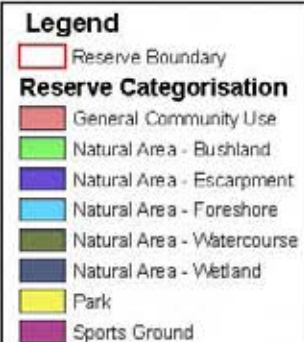 Legend
Reserve Boundary
Reserve Categorisation
General Community Use
Natural Area - Bushland
Natural Area - Escarpment
Natural Area - Foreshore
Natural Area - Watercourse
Natural Area - Wetland
Park
Sports Ground